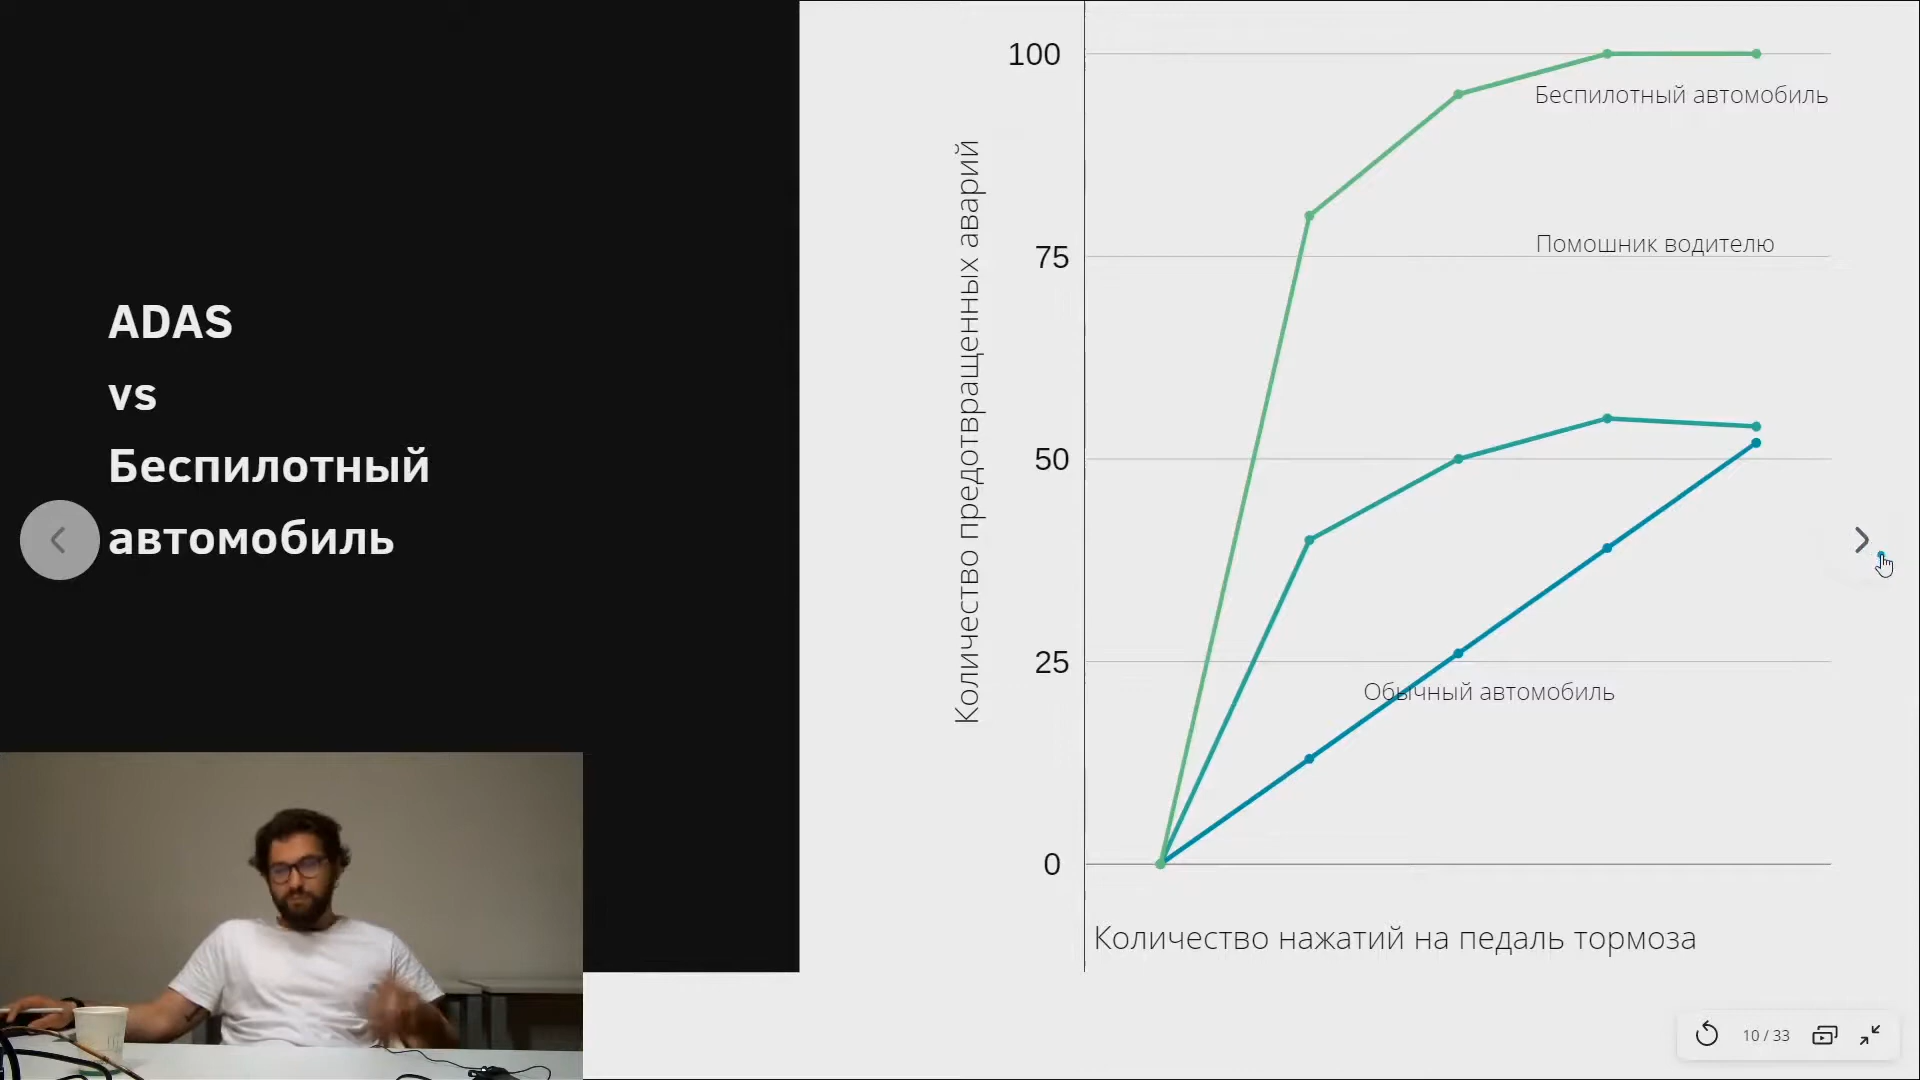 ADAS
vs
Беспилотный
автомобиль
Количество предотвращенных аварий
100
75
50
25
0
Беспилотный автомобиль
Помошник водителю
Обычный автомобиль
Количество нажатий на педаль тормоза
10 / 33